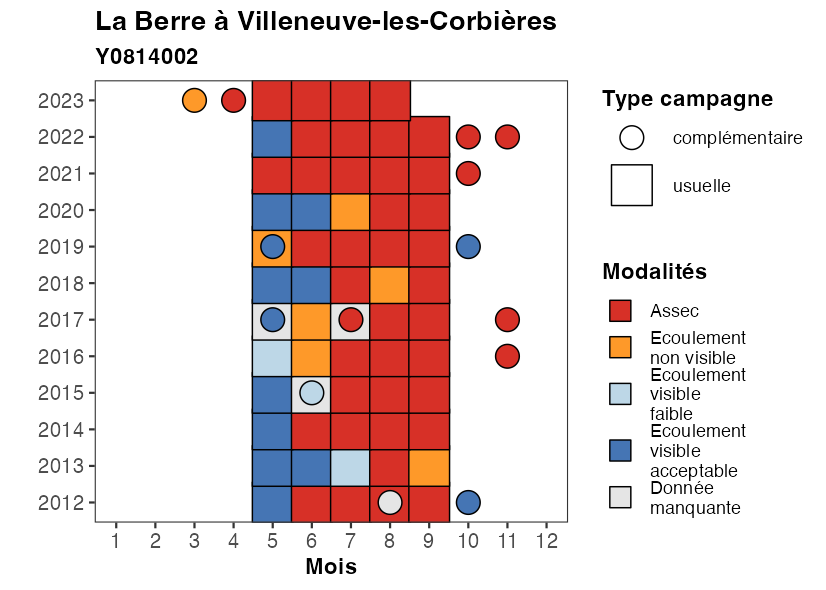 La Berre à Villeneuve-les-Corbières
Y0814002
2023
2022
2021
2020
2019
2018
2017
2016
2015
2014
2013
2012
1 2 3 4 5 6 7 8 9 10 11 12
Mois
Type campagne
complémentaire
usuelle
Modalités
Assec
Ecoulement
non visible
Ecoulement
visible
faible
Ecoulement
visible
acceptable
Donnée
manquante